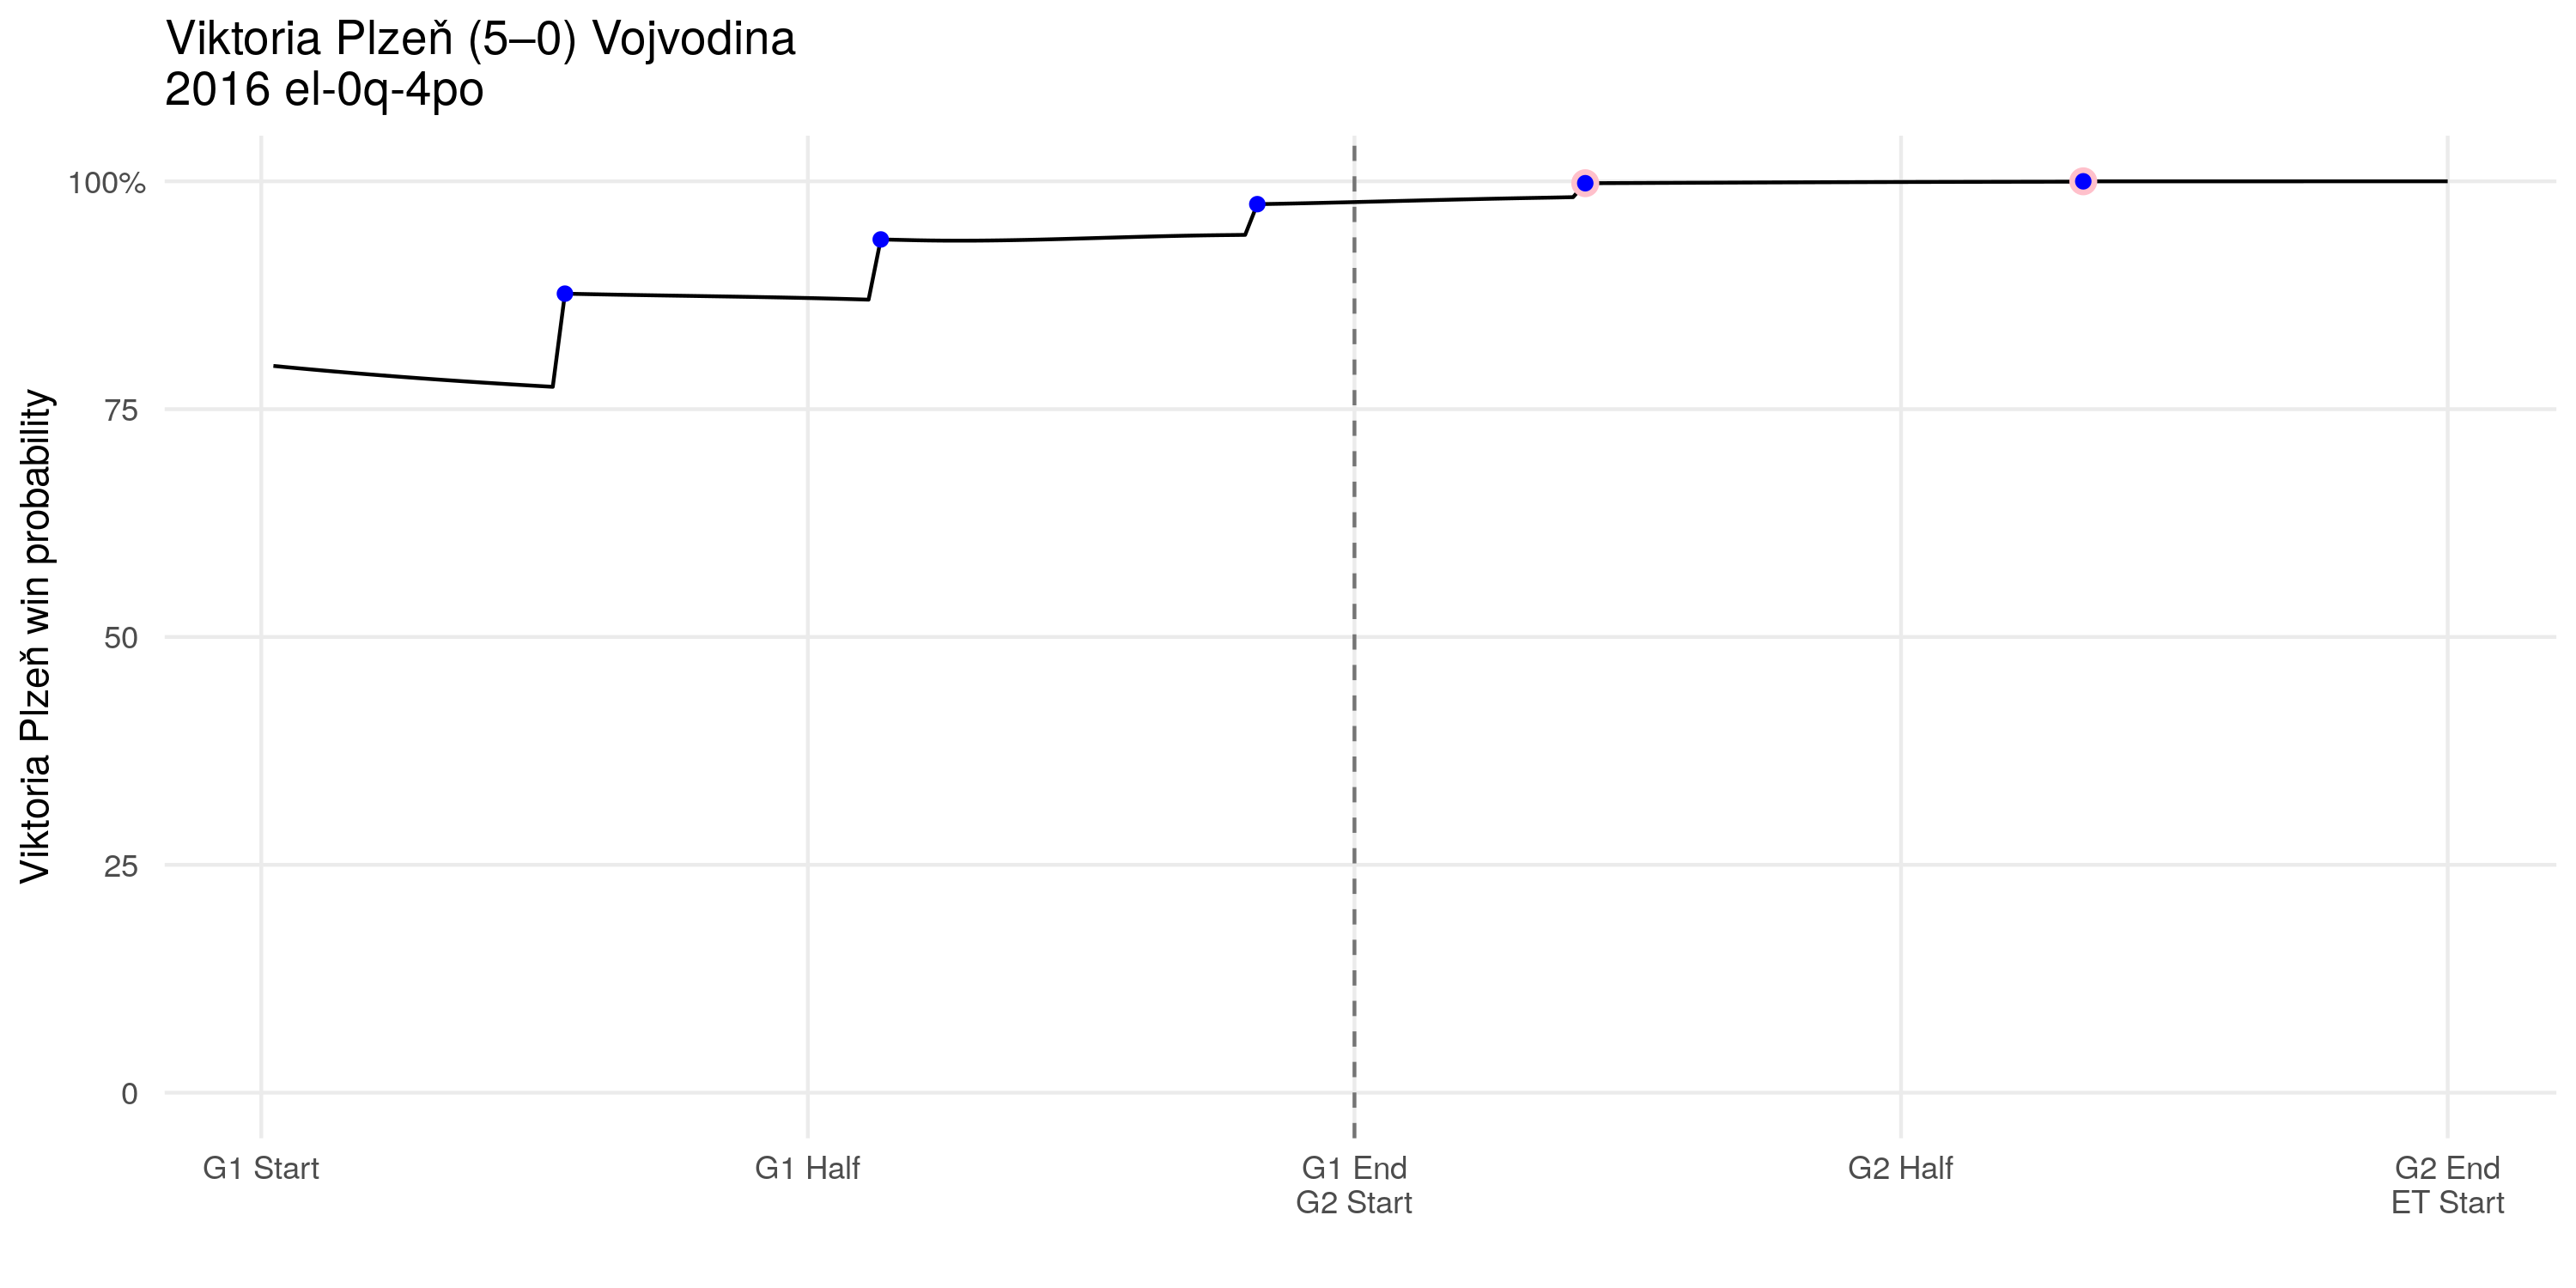 Viktoria Plzeň (5–0) Vojvodina
2016 el-0q-4po
Viktoria Plzeň win probability
100%
75
50
25
0
G1 Start
G1 Half
G1 End
G2 Start
G2 Half
G2 End
ET Start